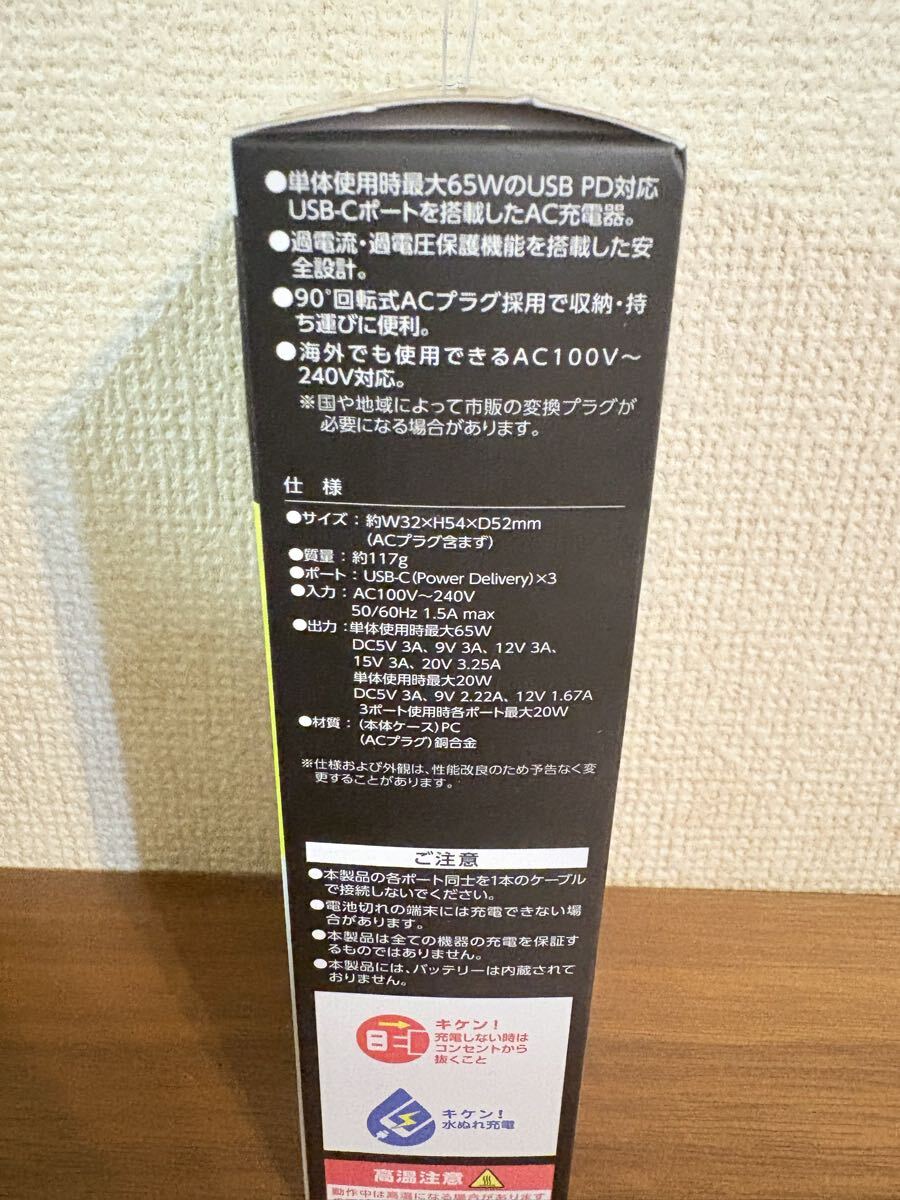 ●単体使用時最大65WのUSB PD対応
USB-Cポートを搭載したAC充電器。
●過電流・過電圧保護機能を搭載した安
全設計。
●90°回転式ACプラグ採用で収納・持
ち運びに便利。
●海外でも使用できるAC100V～
240V対応。
※国や地域によって市販の変換プラグが
必要になる場合があります。
仕 様
●サイズ：約W32×H54×D52mm
（ACプラグ含まず）
●質量：約117g
●ポート：USB-C（Power Delivery）×3
●入力：AC100V～240V
50/60Hz 1.5A max
●出力：単体使用時最大65W
DC5V 3A、9V 3A、12V 3A、
15V 3A、20V 3.25A
単体使用時最大20W
DC5V 3A、9V 2.22A、12V 1.67A
3ポート使用時各ポート最大20W
●材質：（本体ケース）PC
（ACプラグ）銅合金
※仕様および外観は、性能改良のため予告なく変
更することがあります。
ご注意
●本製品の各ポート同士を1本のケーブル
で接続しないでください。
●電池切れの端末には充電できない場
合があります。
●本製品は全ての機器の充電を保証す
るものではありません。
●本製品には、バッテリーは内蔵されて
おりません。
キケン！
充電しない時は
コンセントから
抜くこと
キケン！
水ぬれ充電
高温注意
動作中は高温になる場合があります